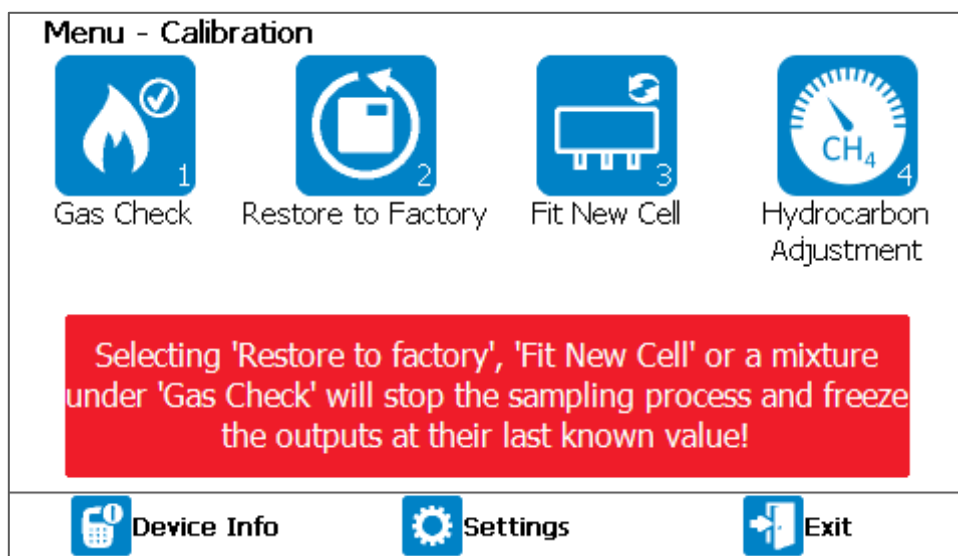 Menu - Calibration
1
2
3
CH4
4
Gas Check
Restore to Factory
Fit New Cell
Hydrocarbon
Adjustment
Selecting 'Restore to factory', 'Fit New Cell' or a mixture
under 'Gas Check' will stop the sampling process and freeze
the outputs at their last known value!
Device Info
Settings
Exit